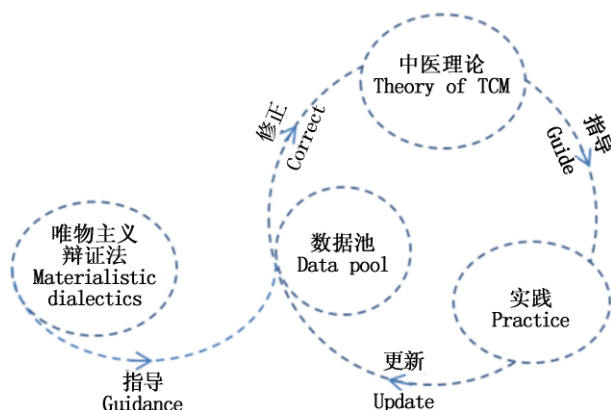 中医理论
Theory of TCM
修正
Correct
指导
Guide
唯物主义
辩证法
Materialistic
dialectics
数据池
Data pool
实践
Practice
更新
Update
指导
Guidance